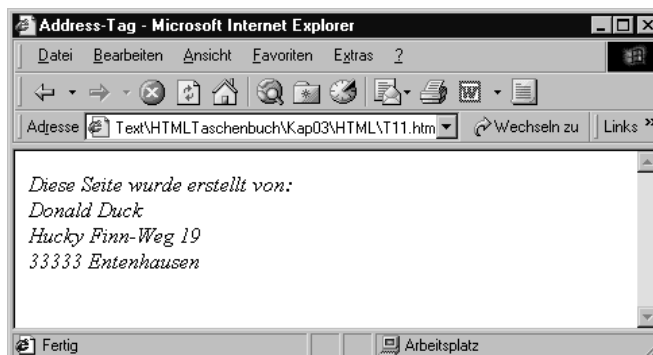 Address-Tag - Microsoft Internet Explorer
Datei Bearbeiten Ansicht Favoriten Extras ?
Adresse Text\HTMLTaschenbuch\Kap03\HTML\T11.htm Wechseln zu Links »
Diese Seite wurde erstellt von:
Donald Duck
Hucky Finn-Weg 19
33333 Entenhausen
Fertig Arbeitsplatz